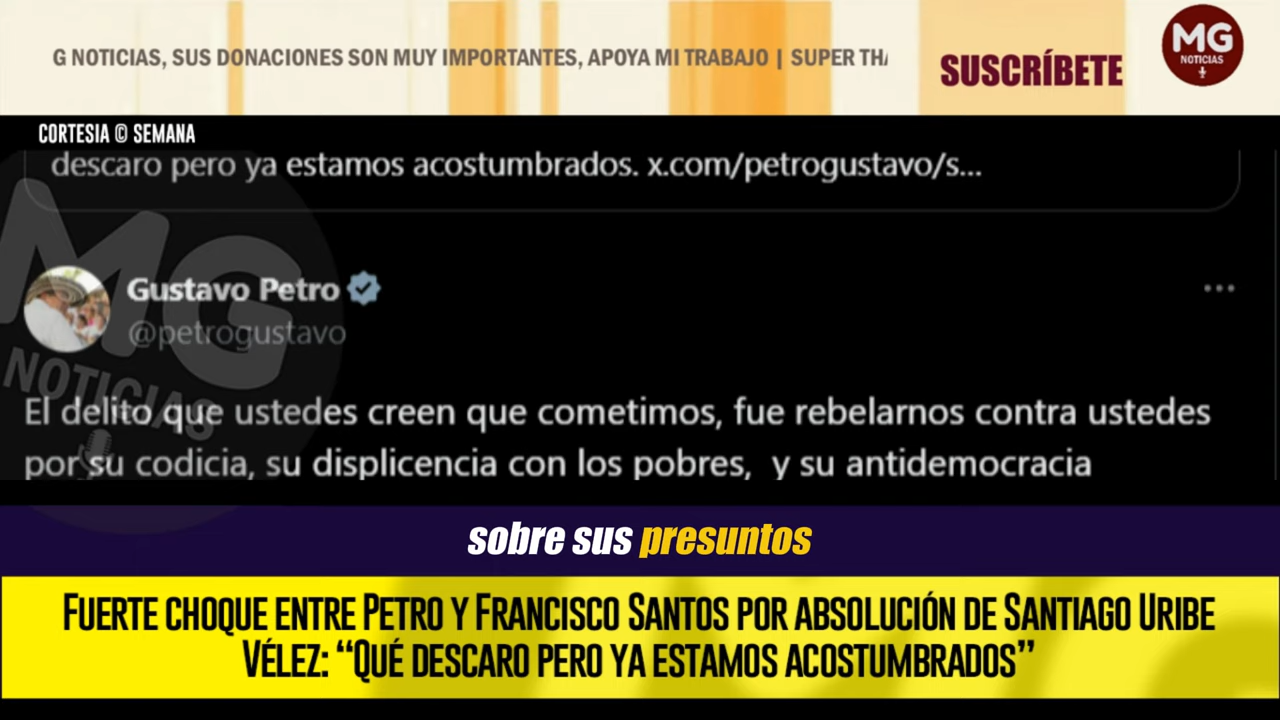 G NOTICIAS, SUS DONACIONES SON MUY IMPORTANTES, APOYA MI TRABAJO | SUPER THA
SUSCRÍBETE
MG
NOTICIAS
CORTESIA © SEMANA
descaro pero ya estamos acostumbrados. x.com/petrogustavo/s...
Gustavo Petro
@petrogustavo
MG
NOTICIAS
El delito que ustedes creen que cometimos, fue rebelarnos contra ustedes
por su codicia, su displicencia con los pobres, y su antidemocracia
sobre sus presuntos
FUERTE CHOQUE ENTRE PETRO Y FRANCISCO SANTOS POR ABSOLUCIÓN DE SANTIAGO URIBE
VÉLEZ: “QUÉ DESCARO PERO YA ESTAMOS ACOSTUMBRADOS”